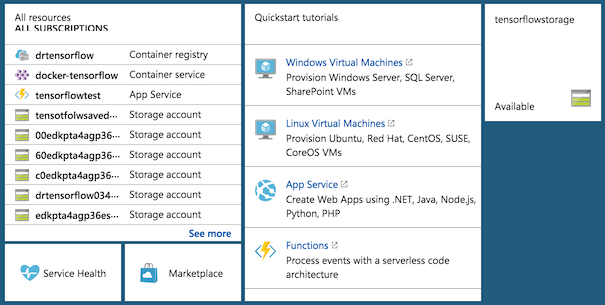 All resources
ALL SUBSCRIPTIONS
drtensorflow Container registry
docker-tensorflow Container service
tensorflowtest App Service
tensotfolwsaved··· Storage account
00edkpta4agp36··· Storage account
60edkpta4agp36··· Storage account
c0edkpta4agp36··· Storage account
drtensorflow034··· Storage account
edkpta4agp36es··· Storage account
See more
Service Health
Marketplace
Quickstart tutorials
Windows Virtual Machines
Provision Windows Server, SQL Server,
SharePoint VMs
Linux Virtual Machines
Provision Ubuntu, Red Hat, CentOS, SUSE,
CoreOS VMs
App Service
Create Web Apps using .NET, Java, Node.js,
Python, PHP
Functions
Process events with a serverless code
architecture
tensorflowstorage
Available